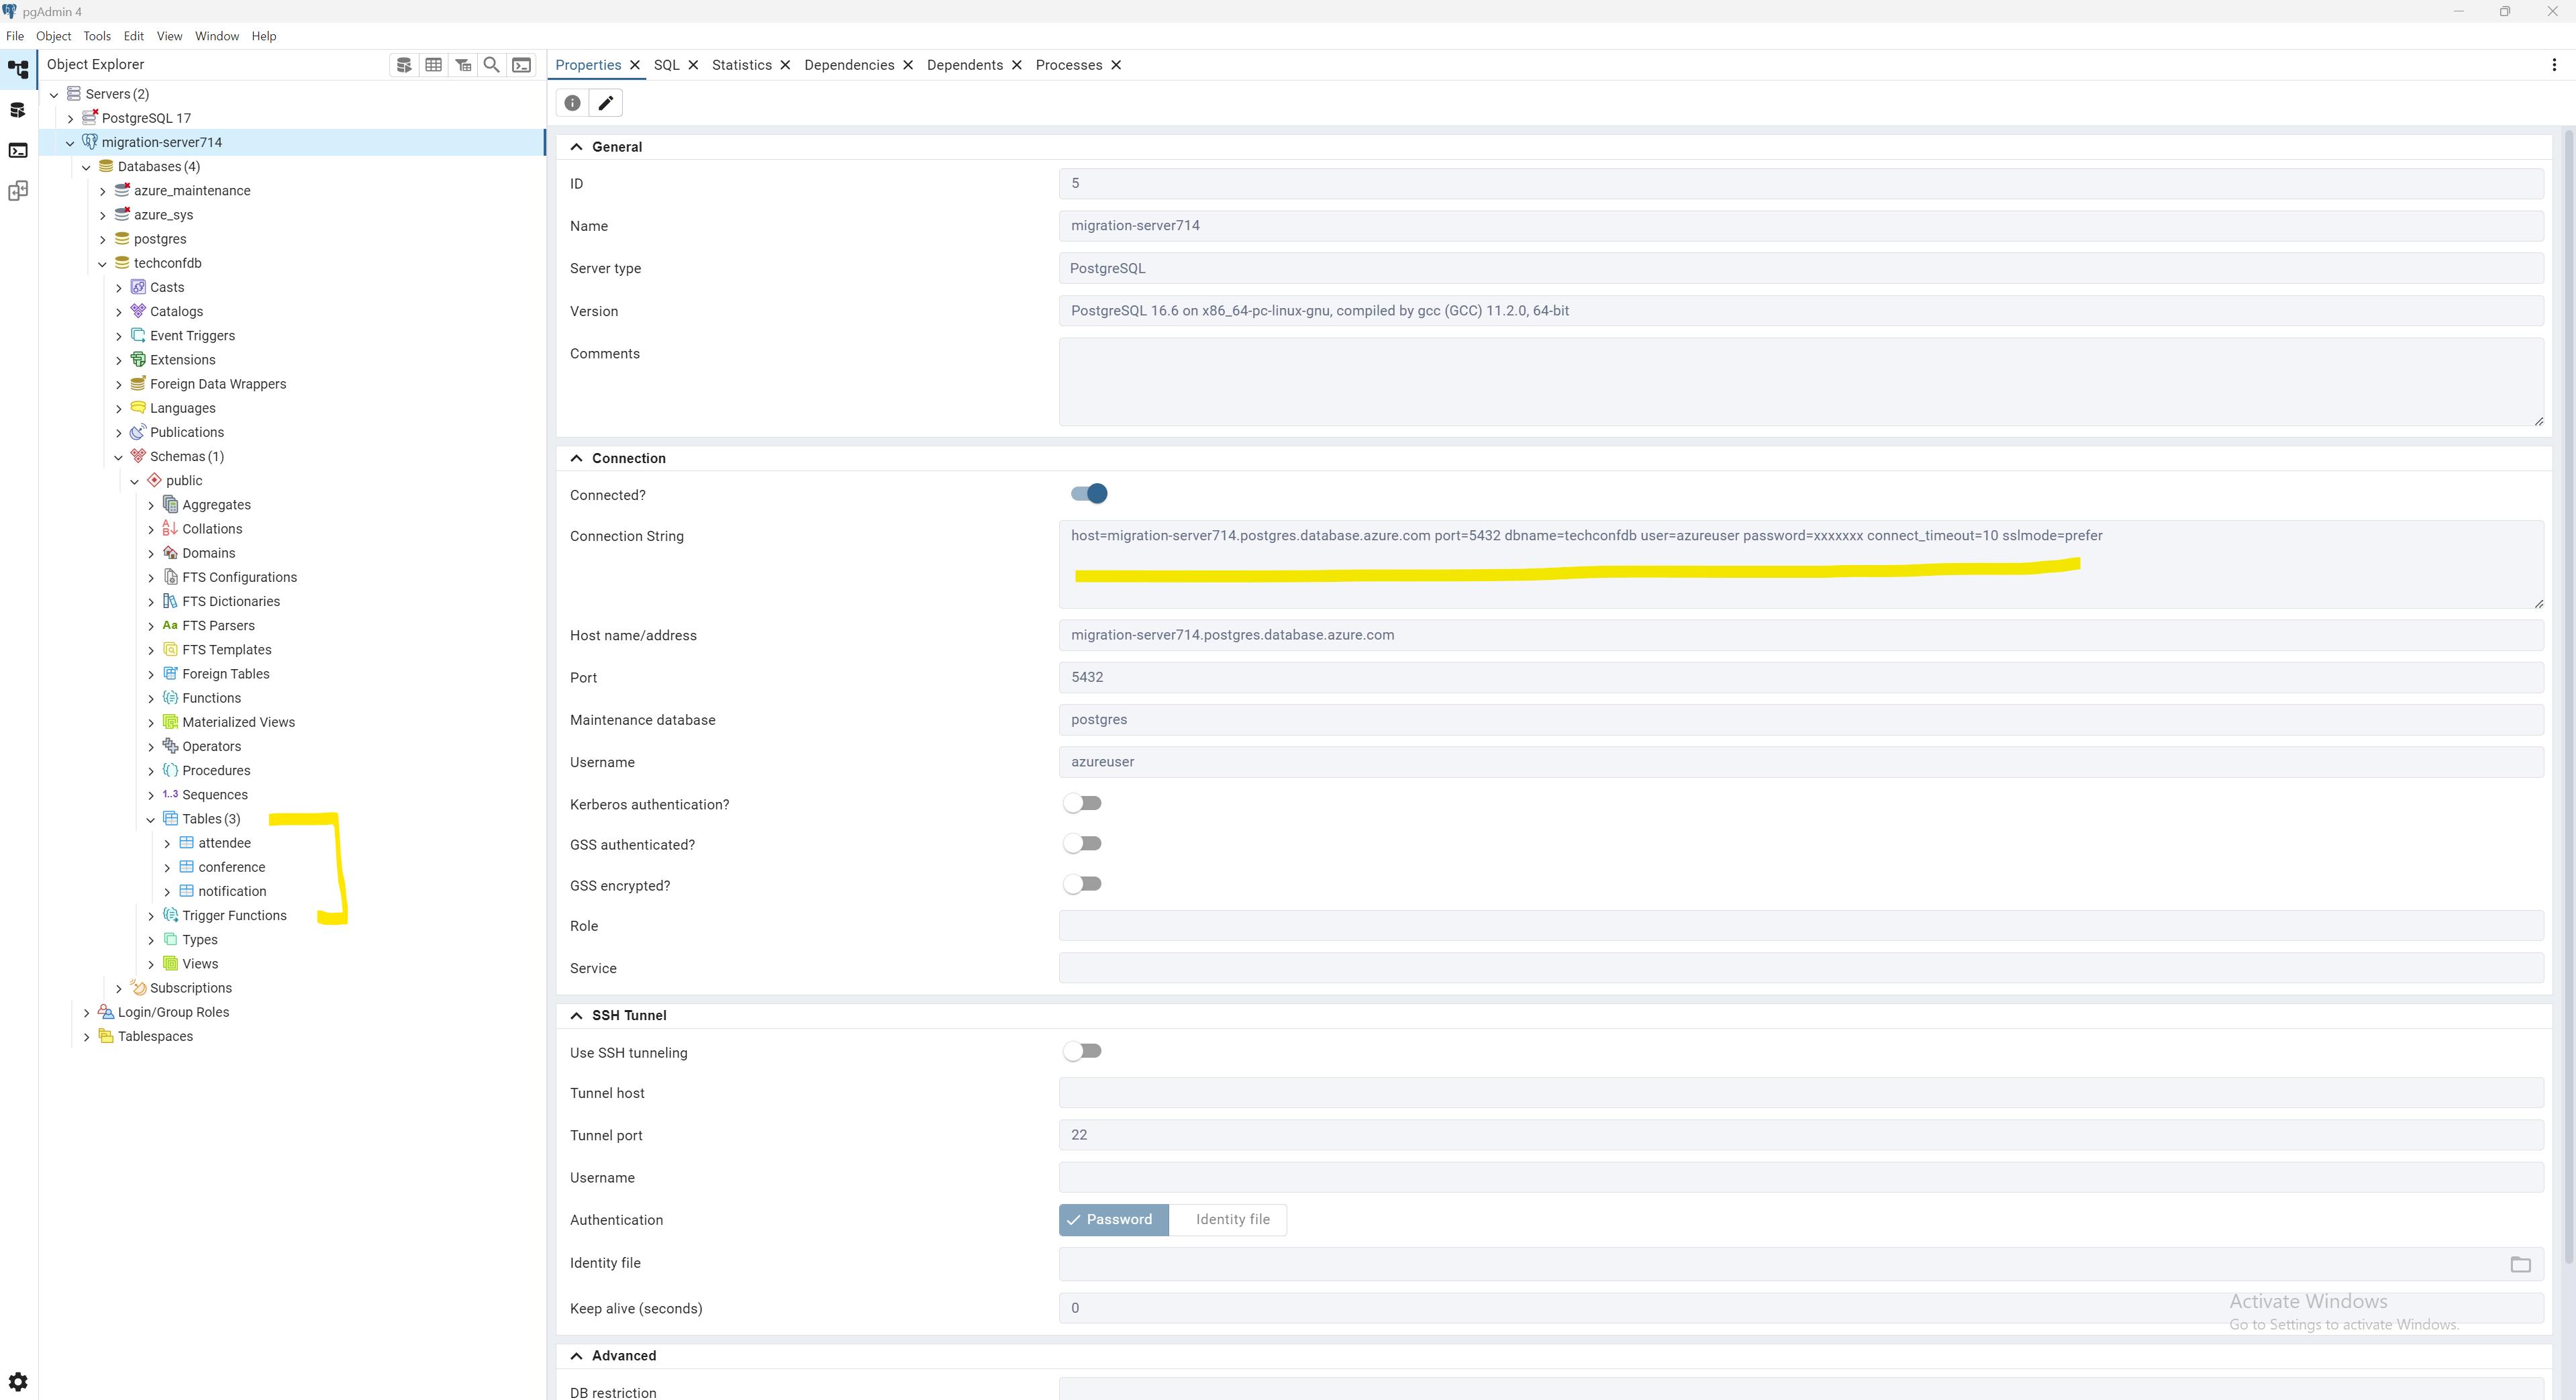 pgAdmin 4
File Object Tools Edit View Window Help
Object Explorer
Servers (2)
PostgreSQL 17
migration-server714
Databases (4)
azure_maintenance
azure_sys
postgres
techconfdb
Casts
Catalogs
Event Triggers
Extensions
Foreign Data Wrappers
Languages
Publications
Schemas (1)
public
Aggregates
Collations
Domains
FTS Configurations
FTS Dictionaries
Aa FTS Parsers
FTS Templates
Foreign Tables
Functions
Materialized Views
Operators
Procedures
1..3 Sequences
Tables (3)
attendee
conference
notification
Trigger Functions
Types
Views
Subscriptions
Login/Group Roles
Tablespaces
Properties SQL Statistics Dependencies Dependents Processes
General
ID 5
Name migration-server714
Server type PostgreSQL
Version PostgreSQL 16.6 on x86_64-pc-linux-gnu, compiled by gcc (GCC) 11.2.0, 64-bit
Comments
Connection
Connected?
Connection String host=migration-server714.postgres.database.azure.com port=5432 dbname=techconfdb user=azureuser password=xxxxxxx connect_timeout=10 sslmode=prefer
Host name/address migration-server714.postgres.database.azure.com
Port 5432
Maintenance database postgres
Username azureuser
Kerberos authentication?
GSS authenticated?
GSS encrypted?
Role
Service
SSH Tunnel
Use SSH tunneling
Tunnel host
Tunnel port 22
Username
Authentication Password Identity file
Identity file
Keep alive (seconds) 0
Activate Windows
Go to Settings to activate Windows.
Advanced
DB restriction